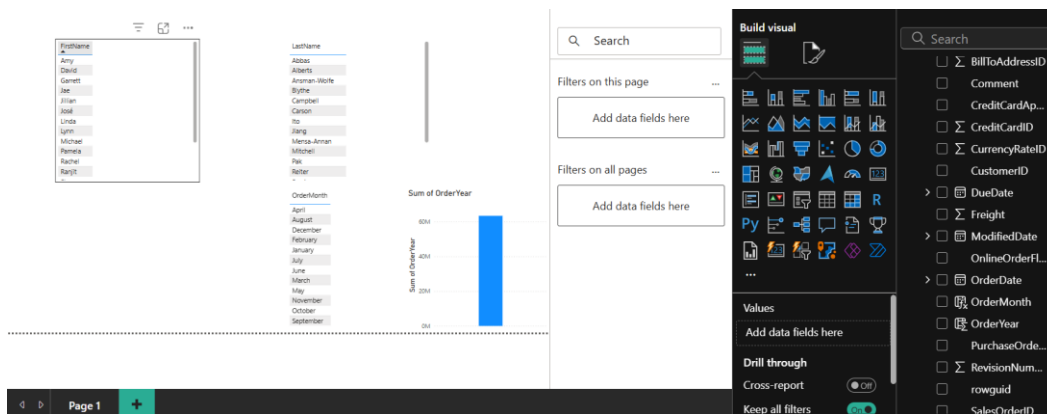 FirstName
Amy
David
Garrett
Jae
Jillian
José
Linda
Lynn
Michael
Pamela
Rachel
Ranjit
LastName
Abbas
Alberts
Ansman-Wolfe
Blythe
Campbell
Carson
Ito
Jiang
Mensa-Annan
Mitchell
Pak
Reiter
OrderMonth
April
August
December
February
January
July
June
March
May
November
October
September
Sum of OrderYear
Sum of OrderYear
60M
40M
20M
0M
Page 1
Search
Filters on this page
Add data fields here
Filters on all pages
Add data fields here
Build visual
123
R
Py
Values
Add data fields here
Drill through
Cross-report
Off
Keep all filters
On
Search
BillToAddressID
Comment
CreditCardAp...
CreditCardID
CurrencyRateID
CustomerID
DueDate
Freight
ModifiedDate
OnlineOrderFl...
OrderDate
OrderMonth
OrderYear
PurchaseOrde...
RevisionNum...
rowguid
SalesOrderID